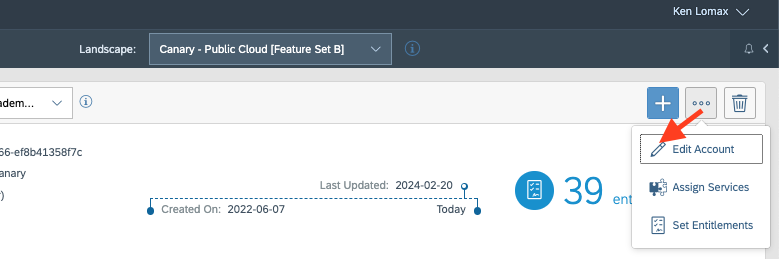 Ken Lomax
Landscape: Canary - Public Cloud [Feature Set B]
adem...
66-ef8b41358f7c
anary
)
Last Updated: 2024-02-20
Created On: 2022-06-07 Today
39 ent
Edit Account
Assign Services
Set Entitlements